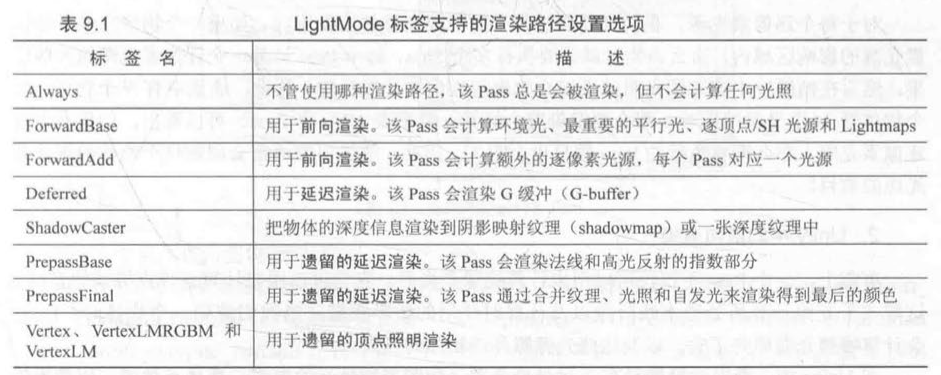 表 9.1 LightMode 标签支持的渲染路径设置选项
标 签 名 描 述
Always 不管使用哪种渲染路径，该 Pass 总是会被渲染，但不会计算任何光照
ForwardBase 用于前向渲染。该 Pass 会计算环境光、最重要的平行光、逐顶点/SH 光源和 Lightmaps
ForwardAdd 用于前向渲染。该 Pass 会计算额外的逐像素光源，每个 Pass 对应一个光源
Deferred 用于延迟渲染。该 Pass 会渲染 G 缓冲（G-buffer）
ShadowCaster 把物体的深度信息渲染到阴影映射纹理（shadowmap）或一张深度纹理中
PrepassBase 用于遗留的延迟渲染。该 Pass 会渲染法线和高光反射的指数部分
PrepassFinal 用于遗留的延迟渲染。该 Pass 通过合并纹理、光照和自发光来渲染得到最后的颜色
Vertex、VertexLMRGBM 和
VertexLM 用于遗留的顶点照明渲染